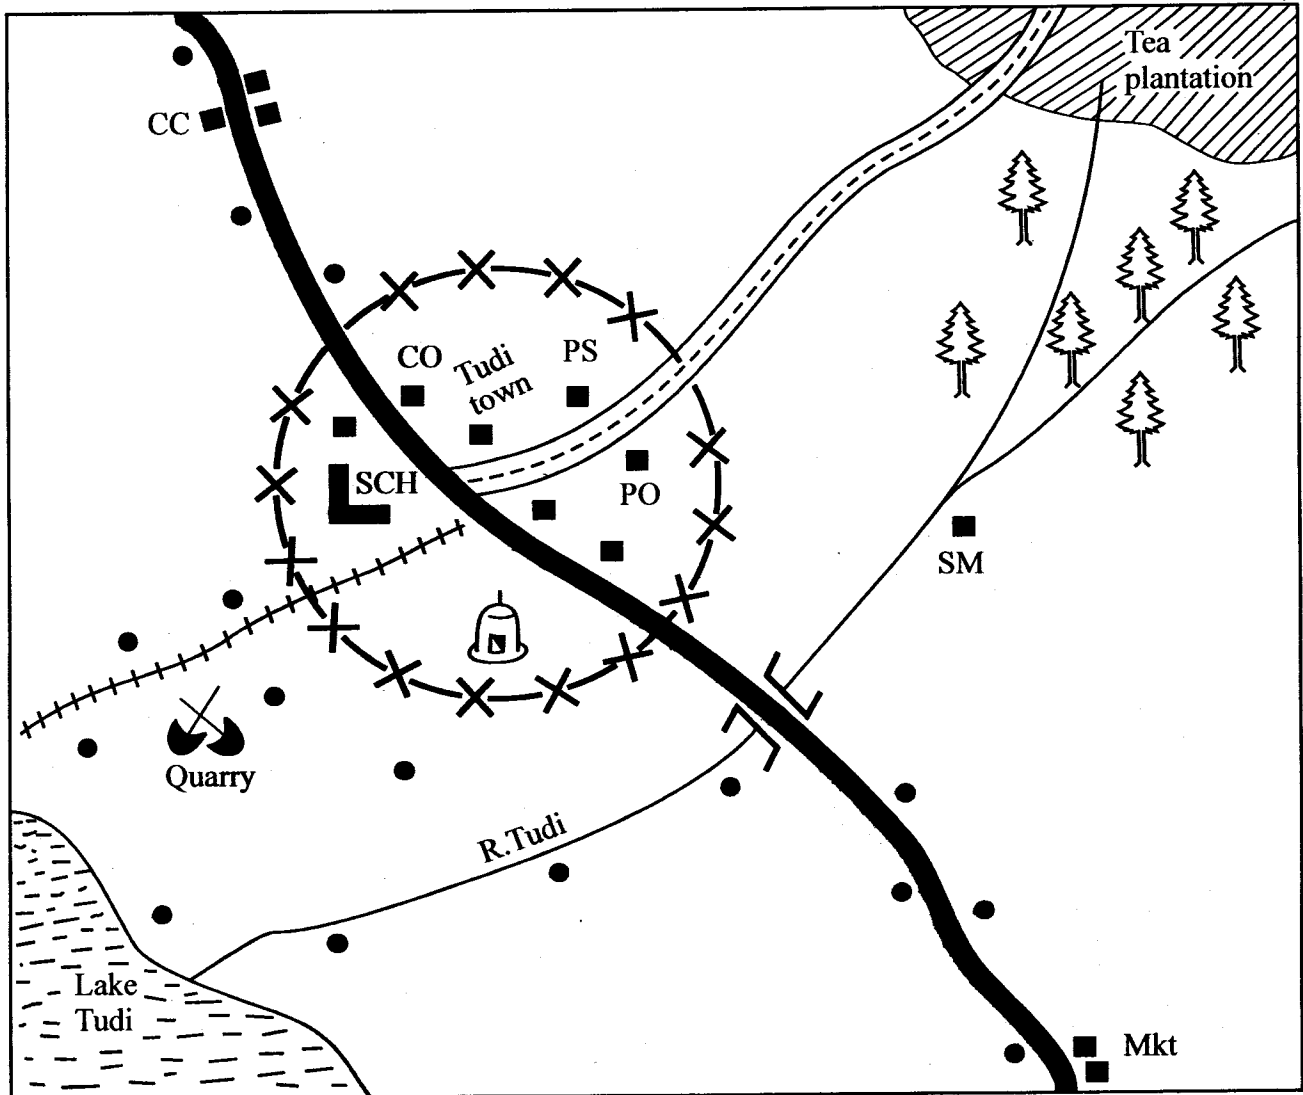 Tea
plantation
CC
CO
Tudi
town
PS
SCH
PO
SM
Quarry
R.Tudi
Lake
Tudi
Mkt